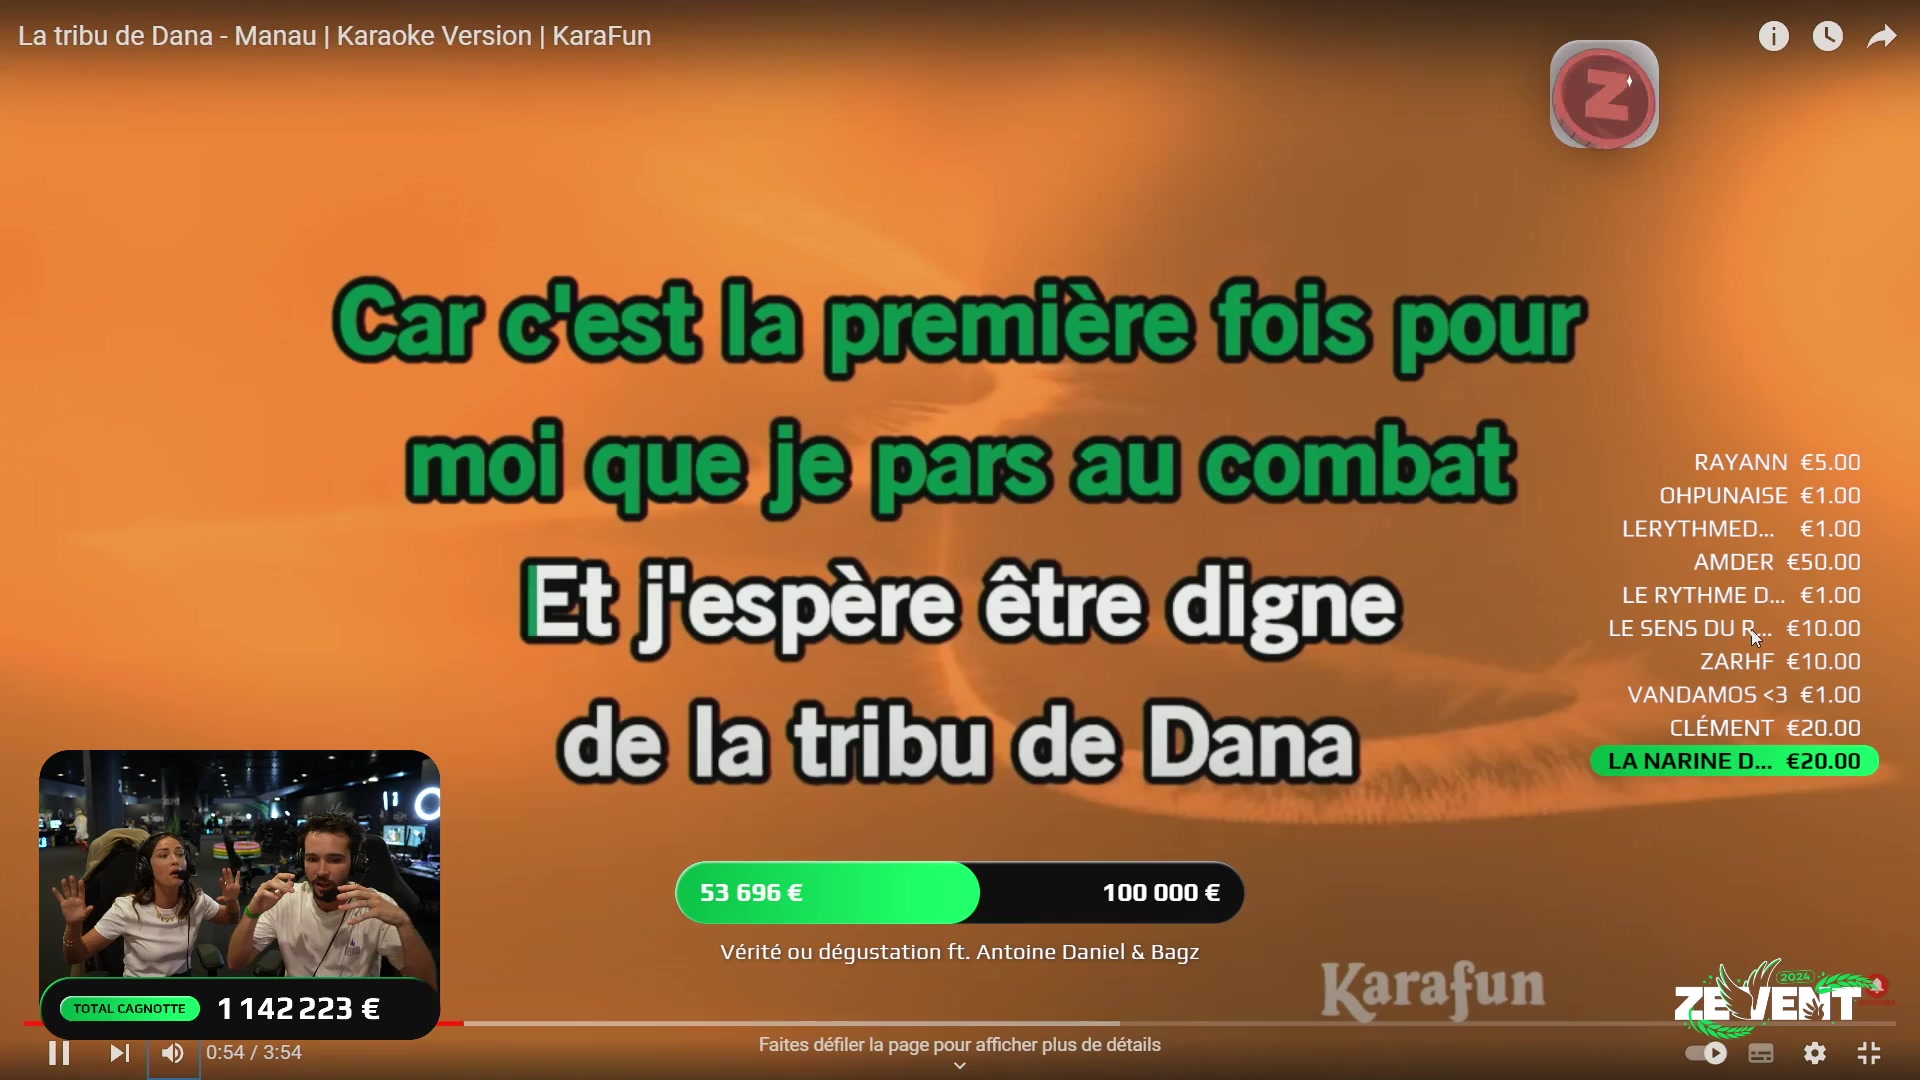 La tribu de Dana - Manau | Karaoke Version | KaraFun
Z
Car c'est la première fois pour
moi que je pars au combat
Et j'espère être digne
de la tribu de Dana
RAYANN €5.00
OHPUNAISE €1.00
LERYTHMED... €1.00
AMDER €50.00
LE RYTHME D... €1.00
LE SENS DU R... €10.00
ZARHF €10.00
VANDAMOS <3 €1.00
CLÉMENT €20.00
LA NARINE D... €20.00
53 696 € 100 000 €
Vérité ou dégustation ft. Antoine Daniel & Bagz
Karafun
2024
ZEVENT
TOTAL CAGNOTTE 1 142 223 €
0:54 / 3:54
Faites défiler la page pour afficher plus de détails